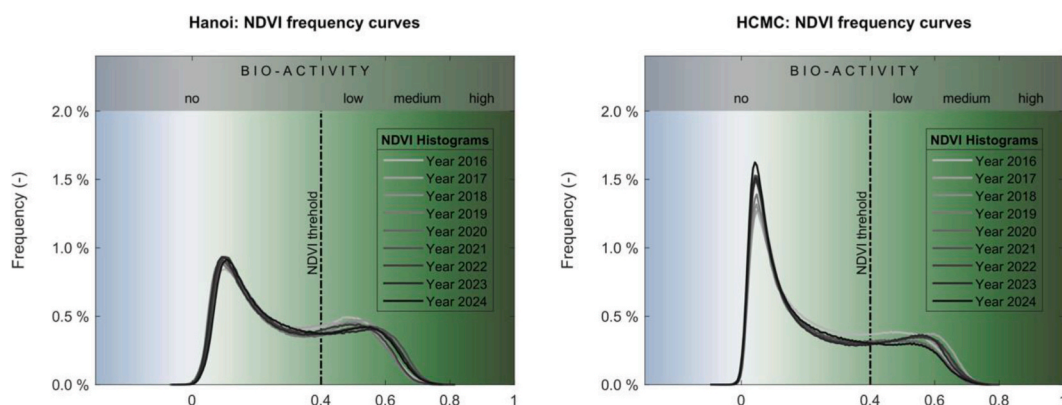 Hanoi: NDVI frequency curves
BIO-ACTIVITY
no low medium high
2.0 %
1.5 %
1.0 %
0.5 %
0.0 %
Frequency (-)
NDVI threhold
NDVI Histograms
Year 2016
Year 2017
Year 2018
Year 2019
Year 2020
Year 2021
Year 2022
Year 2023
Year 2024
0 0.4 0.6 1
HCMC: NDVI frequency curves
BIO-ACTIVITY
no low medium high
2.0 %
1.5 %
1.0 %
0.5 %
0.0 %
Frequency (-)
NDVI threhold
NDVI Histograms
Year 2016
Year 2017
Year 2018
Year 2019
Year 2020
Year 2021
Year 2022
Year 2023
Year 2024
0 0.4 0.6